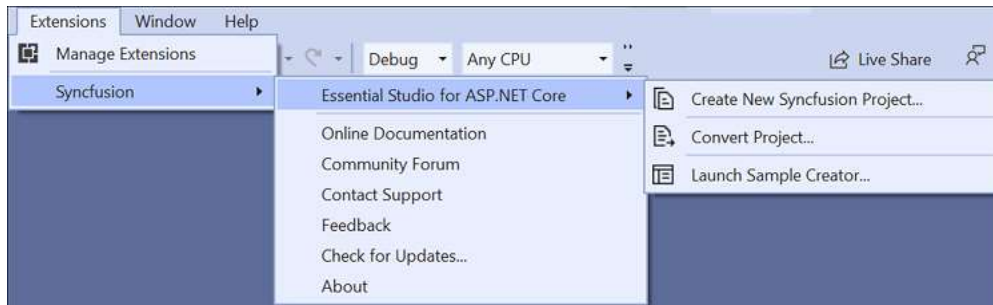 Extensions Window Help
Manage Extensions
Debug Any CPU
Live Share
Syncfusion
Essential Studio for ASP.NET Core
Create New Syncfusion Project...
Online Documentation
Convert Project...
Community Forum
Launch Sample Creator...
Contact Support
Feedback
Check for Updates...
About